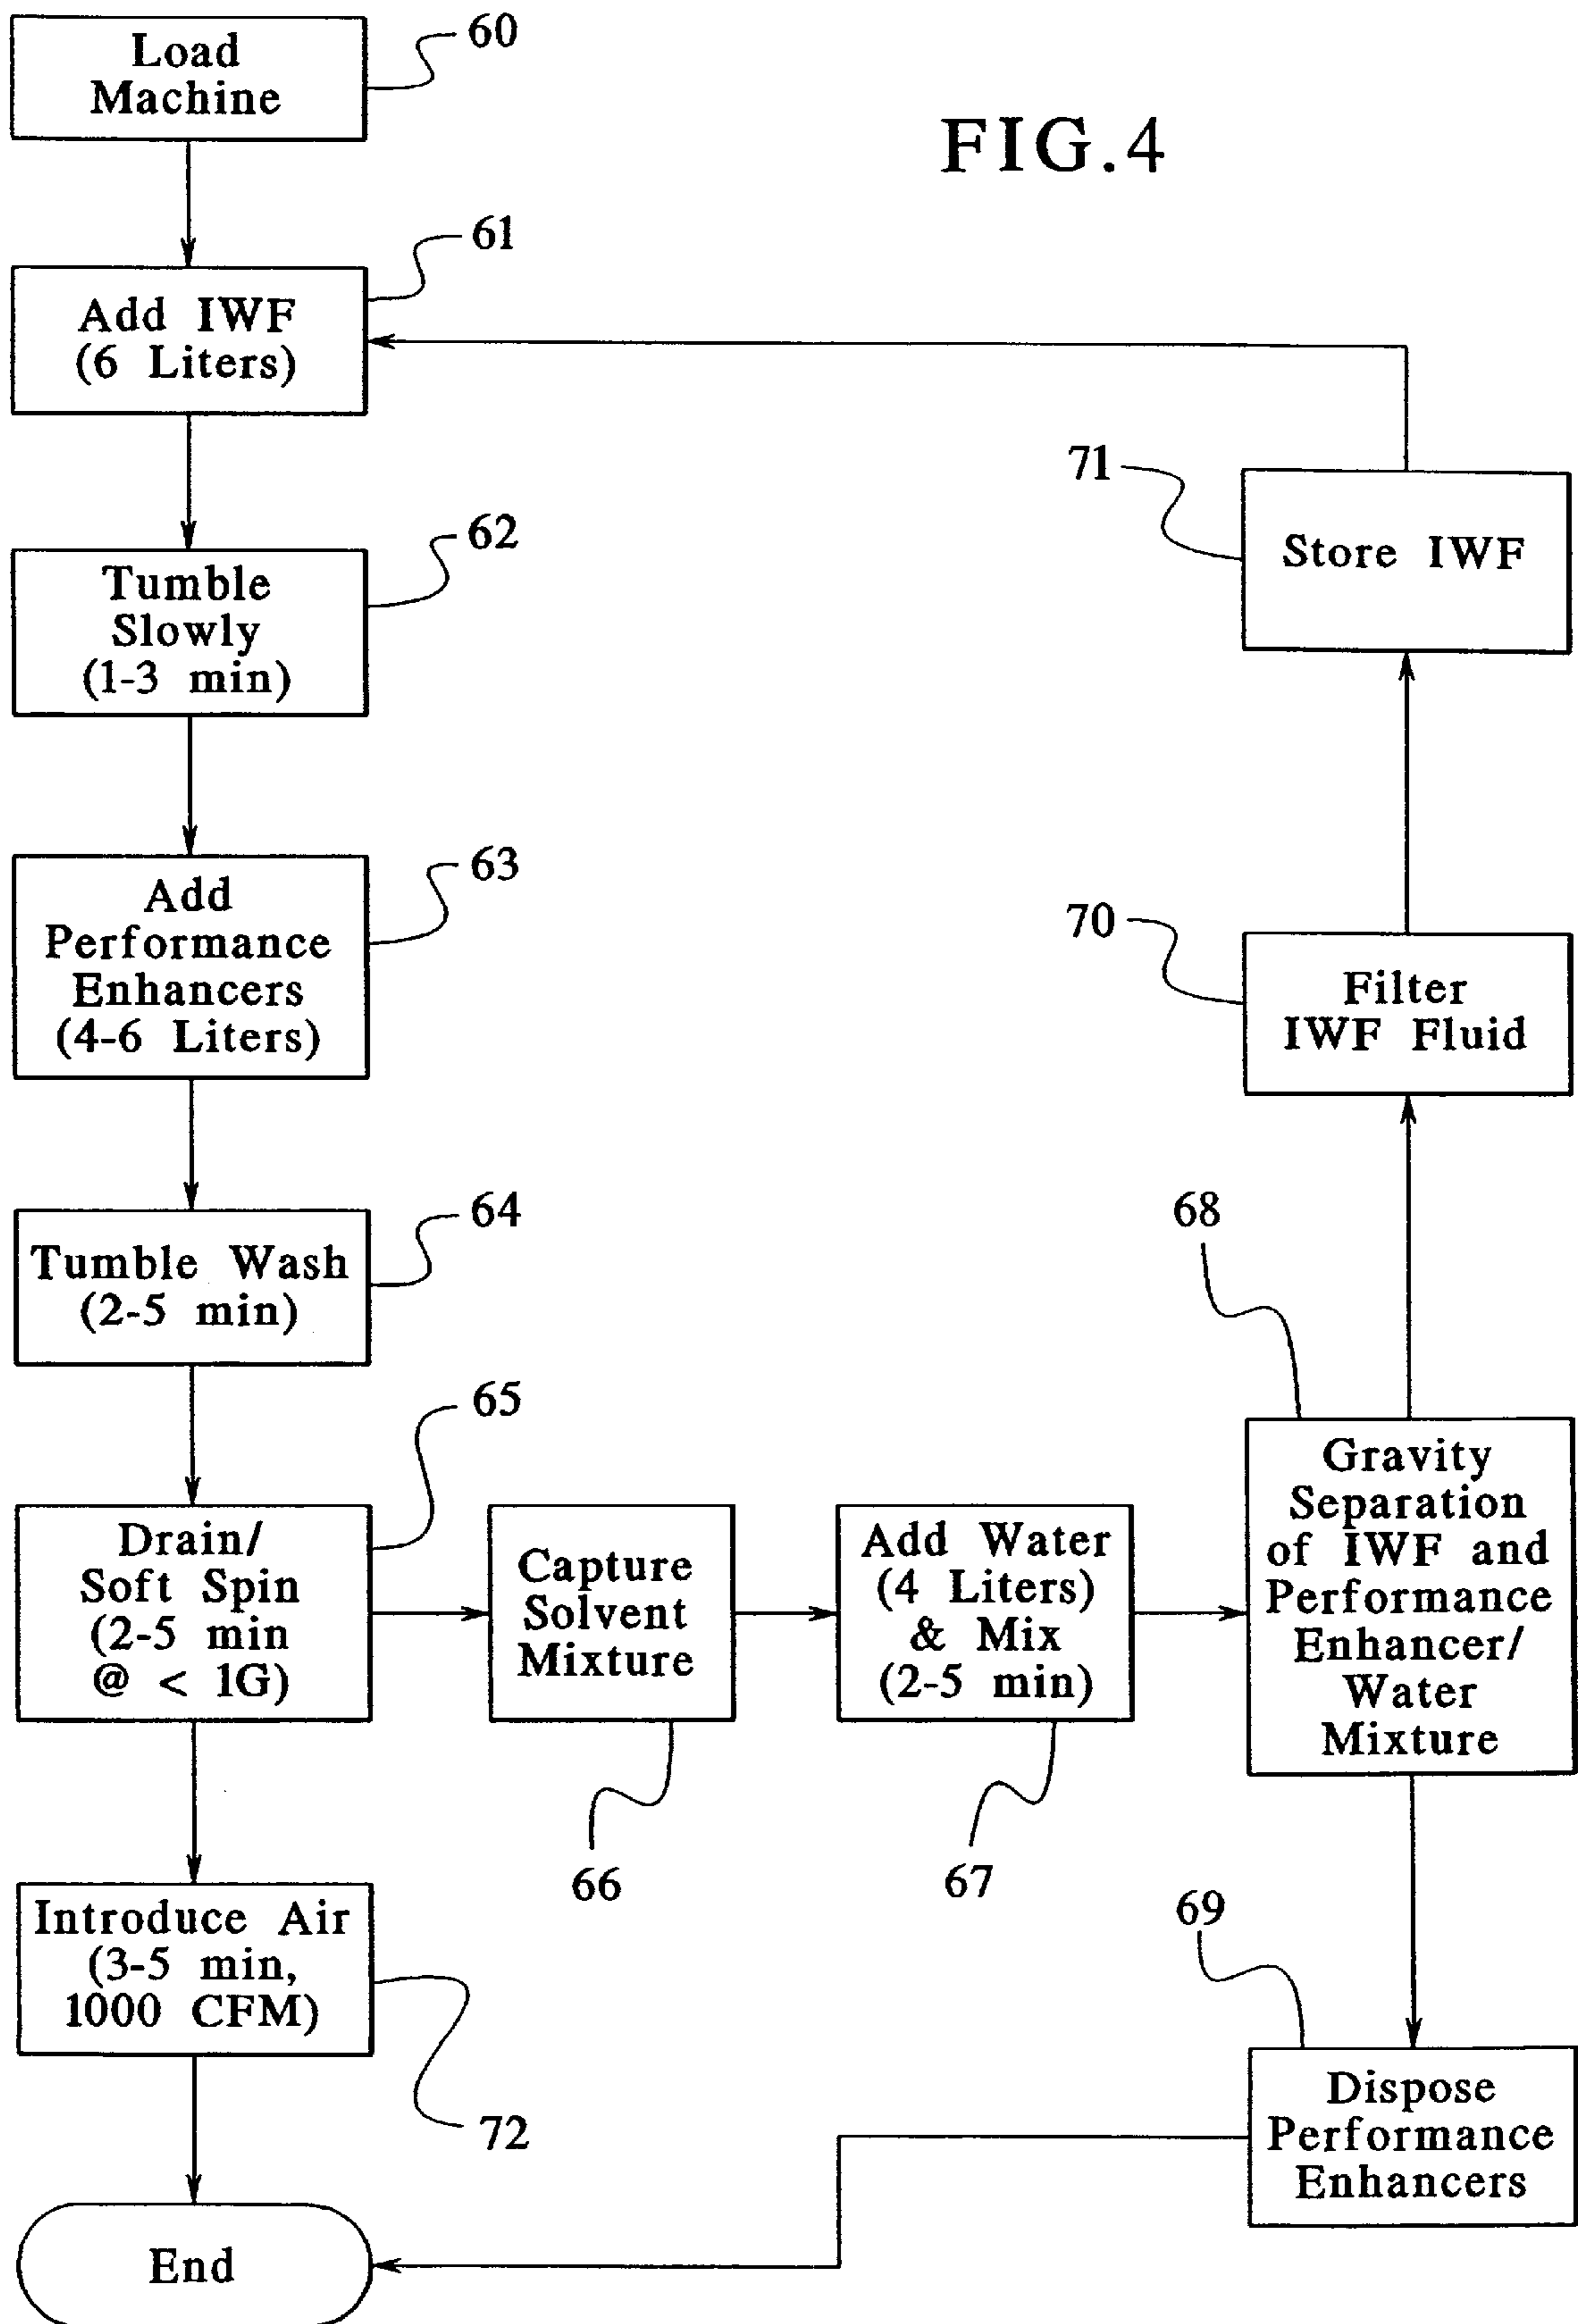 FIG.4
Load
Machine
60
Add IWF
(6 Liters)
61
Tumble
Slowly
(1-3 min)
62
Add
Performance
Enhancers
(4-6 Liters)
63
Tumble Wash
(2-5 min)
64
Drain/
Soft Spin
(2-5 min
@ < 1G)
65
Capture
Solvent
Mixture
66
Add Water
(4 Liters)
& Mix
(2-5 min)
67
Gravity
Separation
of IWF and
Performance
Enhancer/
Water
Mixture
68
Filter
IWF Fluid
70
Store IWF
71
Dispose
Performance
Enhancers
69
Introduce Air
(3-5 min,
1000 CFM)
72
End